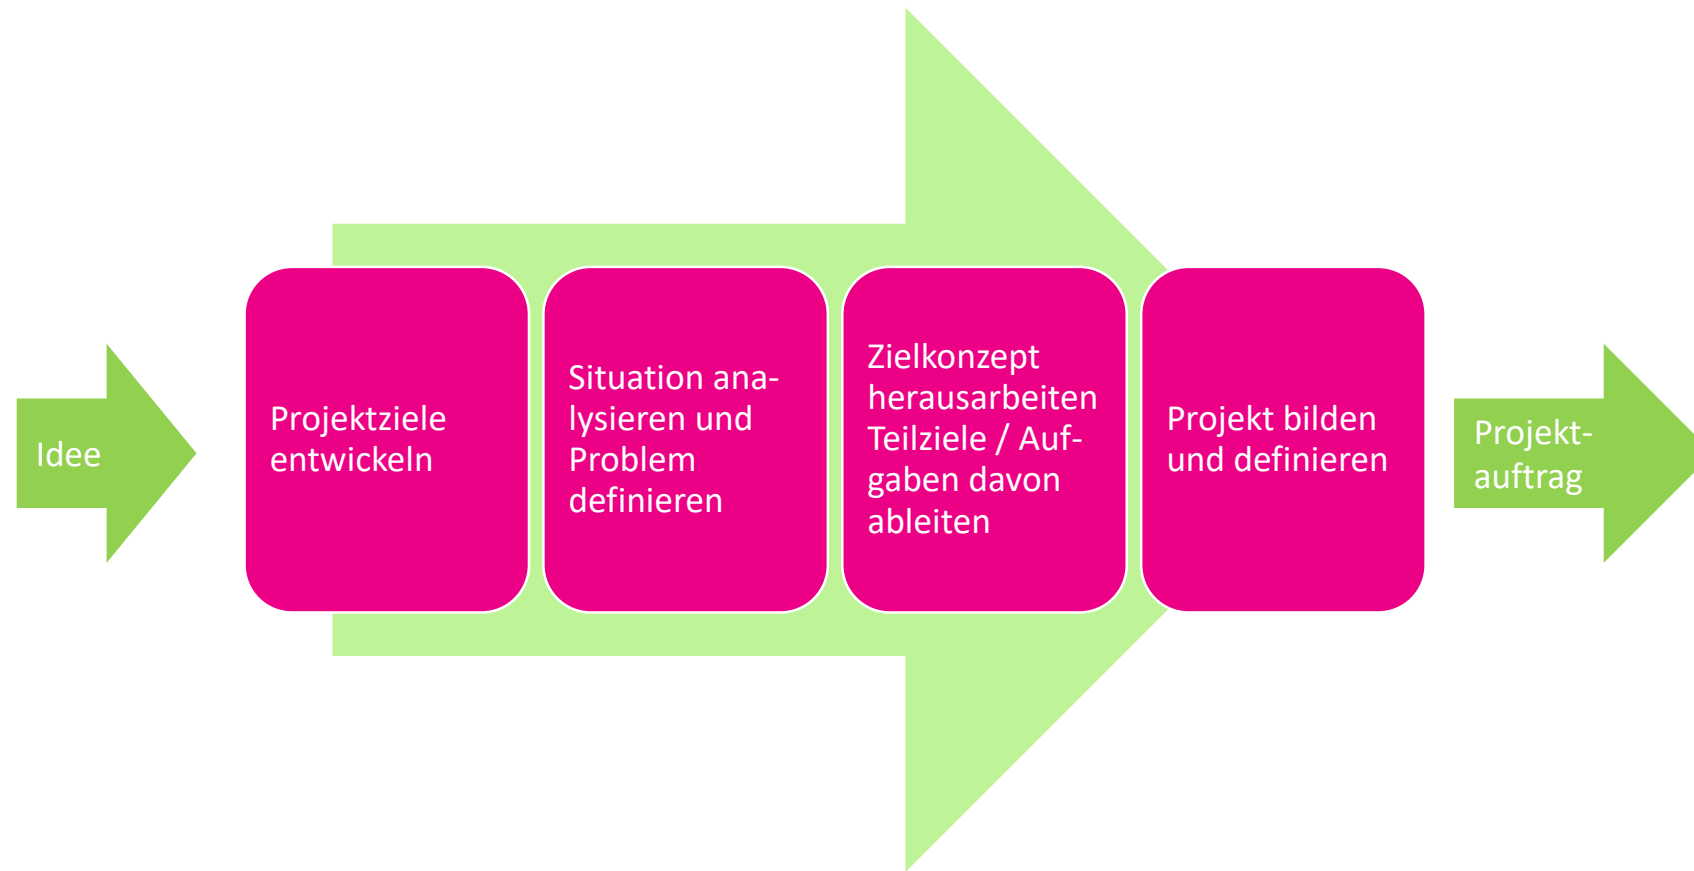 Idee
Projektziele
entwickeln
Situation ana-
lysieren und
Problem
definieren
Zielkonzept
herausarbeiten
Teilziele / Auf-
gaben davon
ableiten
Projekt bilden
und definieren
Projekt-
auftrag